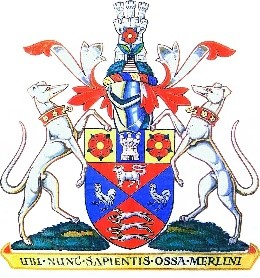 UBI · NUNC · SAPIENTIS · OSSA · MERLINI